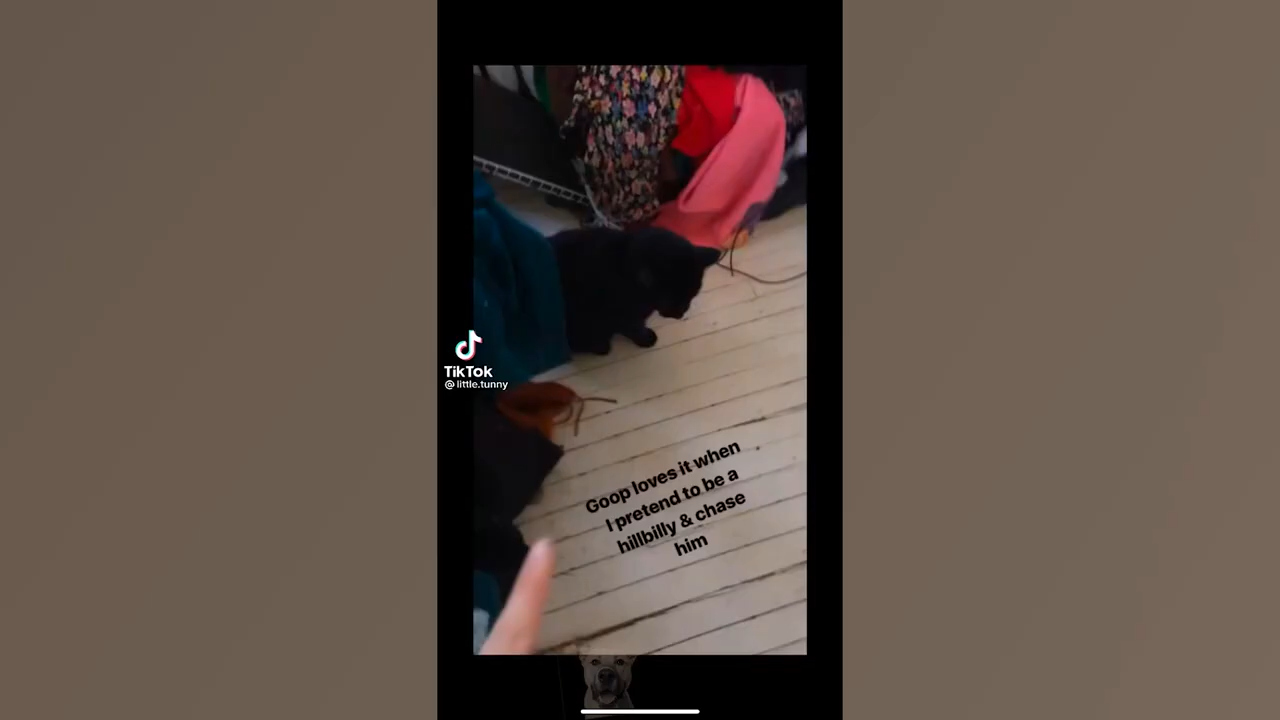 TikTok
@little.tunny
Goop loves it when
I pretend to be a
hillbilly & chase
him